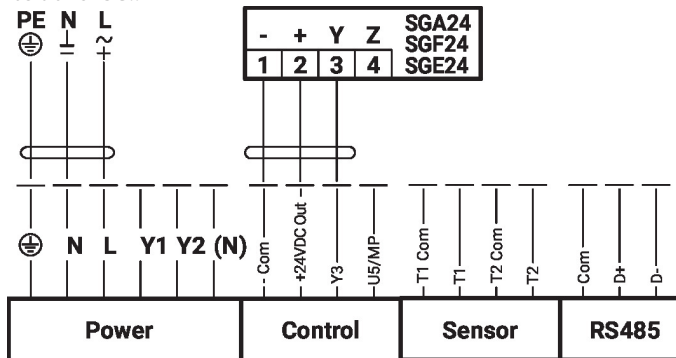 PE N L
- + Y Z
1 2 3 4
SGA24
SGF24
SGE24
N L Y1 Y2 (N)
- Com
+24VDC Out -
Y3
U5/MP
T1 Com
T1
T2 Com
T2
Com
D+
D-
Power
Control
Sensor
RS485